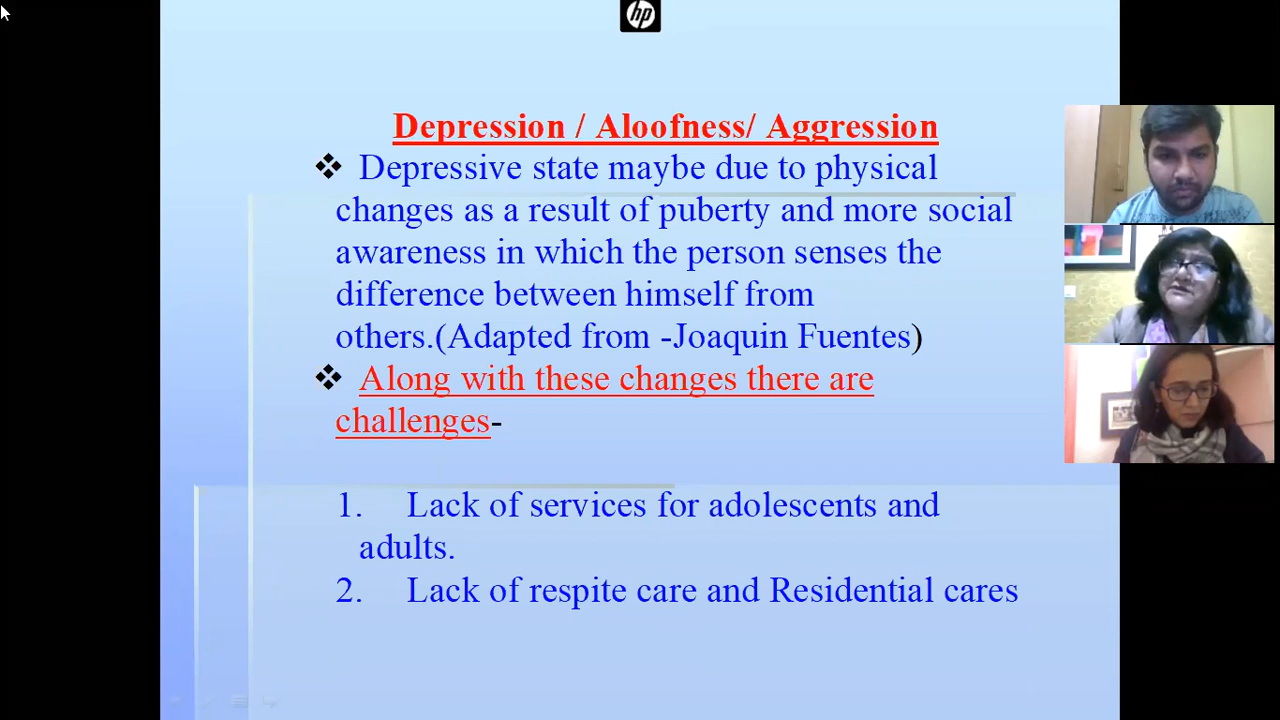 hp
Depression / Aloofness/ Aggression
❖ Depressive state maybe due to physical
changes as a result of puberty and more social
awareness in which the person senses the
difference between himself from
others.(Adapted from -Joaquin Fuentes)
❖ Along with these changes there are
challenges-
1. Lack of services for adolescents and
adults.
2. Lack of respite care and Residential cares